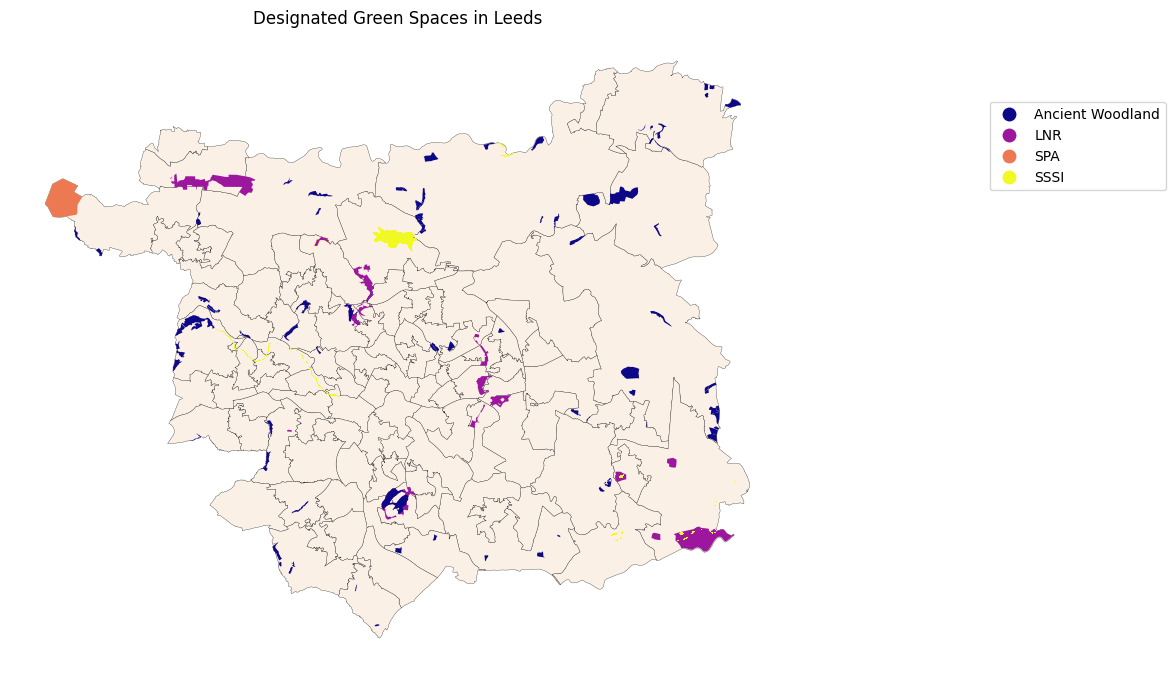 Designated Green Spaces in Leeds
Ancient Woodland
LNR
SPA
SSSI